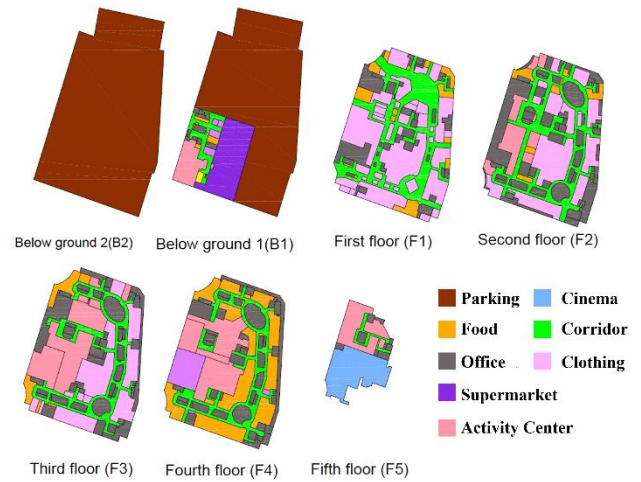 Below ground 2(B2)
Below ground 1(B1)
First floor (F1)
Second floor (F2)
Parking
Cinema
Food
Corridor
Office
Clothing
Supermarket
Activity Center
Third floor (F3)
Fourth floor (F4)
Fifth floor (F5)